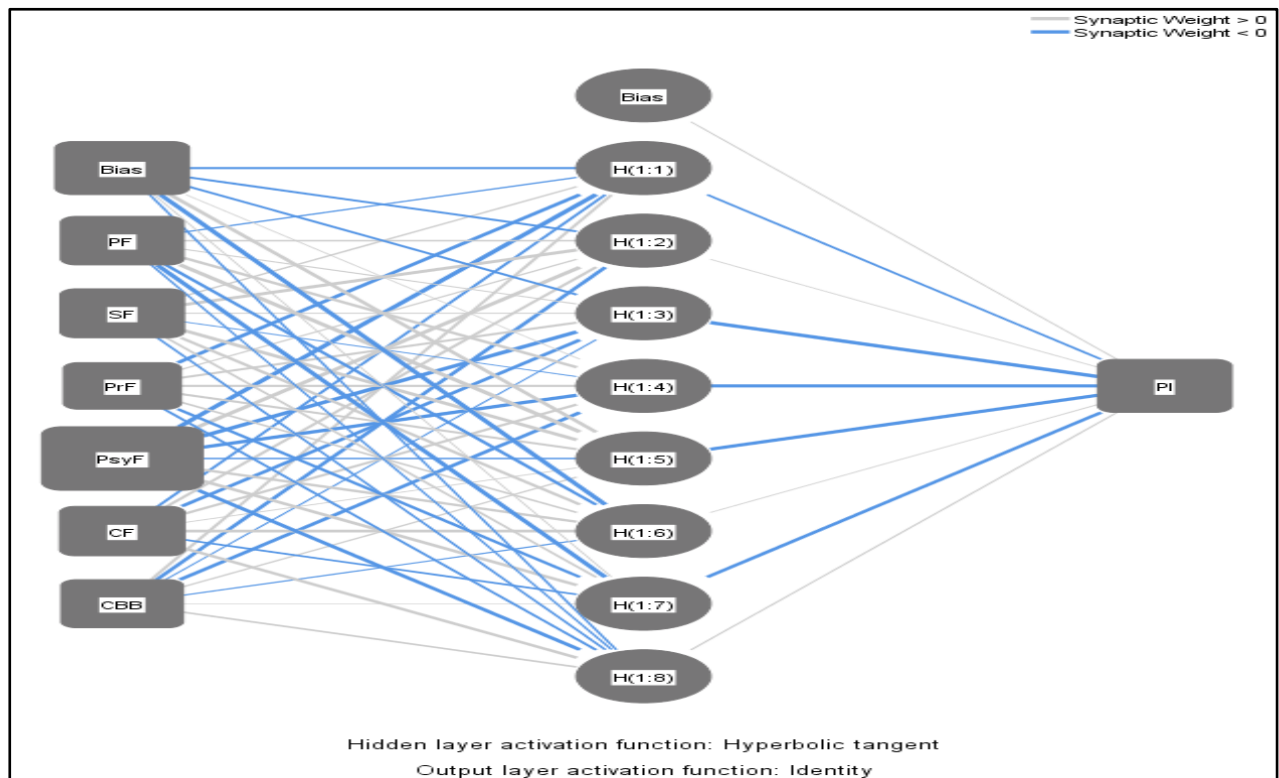 Synaptic Weight > 0
Synaptic Weight < 0
Bias
Bias
H(1:1)
PF
H(1:2)
SF
H(1:3)
PrF
H(1:4)
PI
PsyF
H(1:5)
CF
H(1:6)
CBB
H(1:7)
H(1:8)
Hidden layer activation function: Hyperbolic tangent
Output layer activation function: Identity